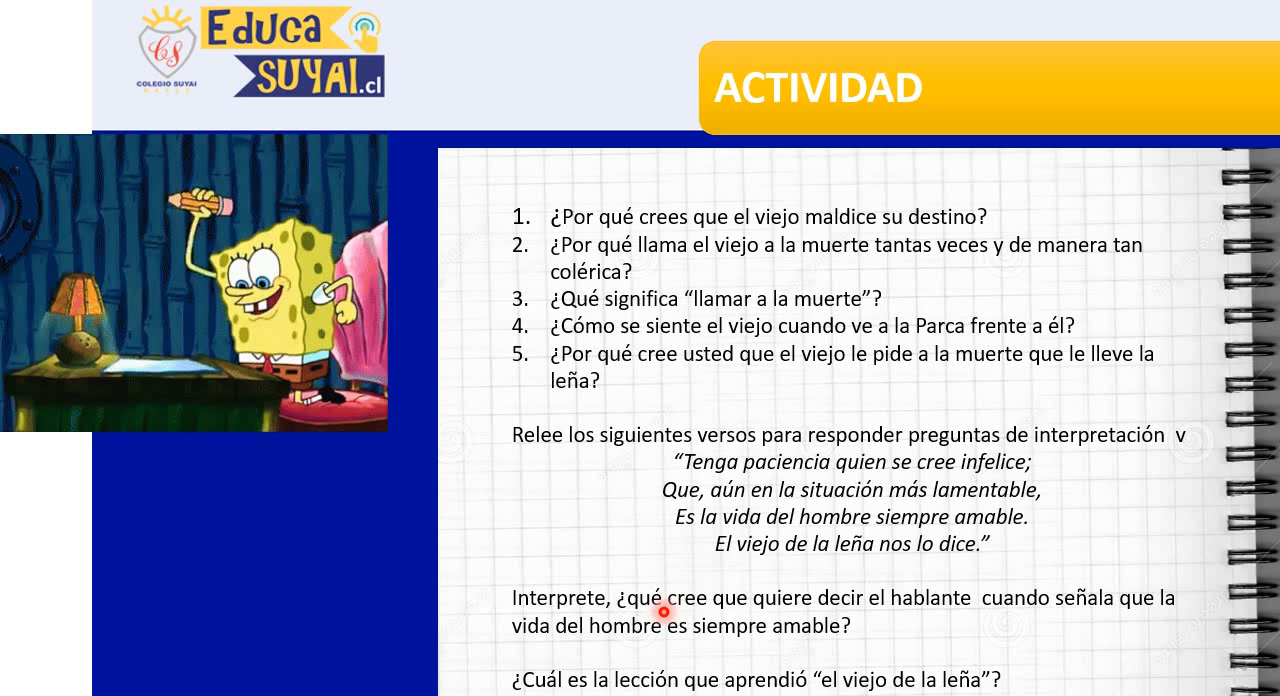 Educa
SUYAI.cl
COLEGIO SUYAI
ACTIVIDAD
1. ¿Por qué crees que el viejo maldice su destino?
2. ¿Por qué llama el viejo a la muerte tantas veces y de manera tan
colérica?
3. ¿Qué significa “llamar a la muerte”?
4. ¿Cómo se siente el viejo cuando ve a la Parca frente a él?
5. ¿Por qué cree usted que el viejo le pide a la muerte que le lleve la
leña?
Relee los siguientes versos para responder preguntas de interpretación v
“Tenga paciencia quien se cree infelice;
Que, aún en la situación más lamentable,
Es la vida del hombre siempre amable.
El viejo de la leña nos lo dice.”
Interprete, ¿qué cree que quiere decir el hablante cuando señala que la
vida del hombre es siempre amable?
¿Cuál es la lección que aprendió “el viejo de la leña”?